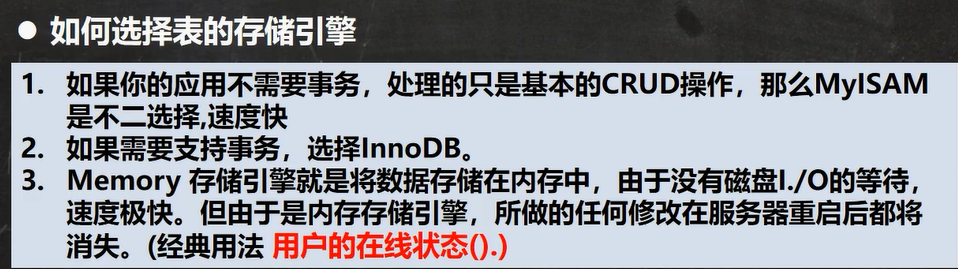 ● 如何选择表的存储引擎
1. 如果你的应用不需要事务，处理的只是基本的CRUD操作，那么MyISAM
是不二选择,速度快
2. 如果需要支持事务，选择InnoDB。
3. Memory 存储引擎就是将数据存储在内存中，由于没有磁盘I./O的等待，
速度极快。但由于是内存存储引擎，所做的任何修改在服务器重启后都将
消失。(经典用法 用户的在线状态().)